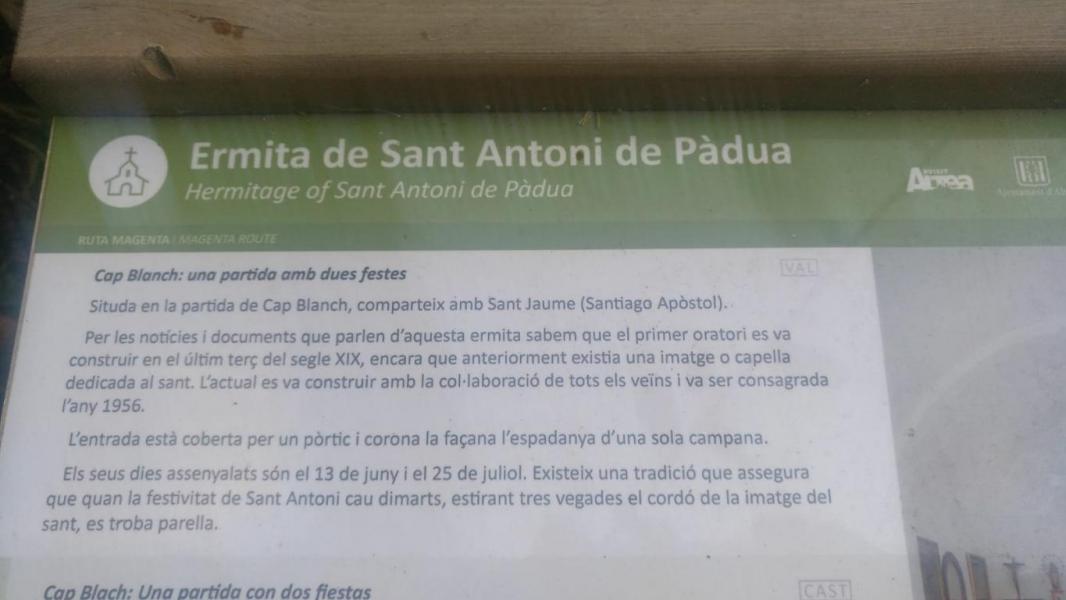 Ermita de Sant Antoni de Pàdua
Hermitage of Sant Antoni de Pàdua
VISIT
Altea
RUTA MAGENTA | MAGENTA ROUTE
Cap Blanch: una partida amb dues festes
VAL
Situda en la partida de Cap Blanch, comparteix amb Sant Jaume (Santiago Apòstol).
Per les notícies i documents que parlen d'aquesta ermita sabem que el primer oratori es va
construir en el últim terç del segle XIX, encara que anteriorment existia una imatge o capella
dedicada al sant. L'actual es va construir amb la col·laboració de tots els veïns i va ser consagrada
l'any 1956.
L'entrada està coberta per un pòrtic i corona la façana l'espadanya d'una sola campana.
Els seus dies assenyalats són el 13 de juny i el 25 de juliol. Existeix una tradició que assegura
que quan la festivitat de Sant Antoni cau dimarts, estirant tres vegades el cordó de la imatge del
sant, es troba parella.
Cap Blach: Una partida con dos fiestas
CAST